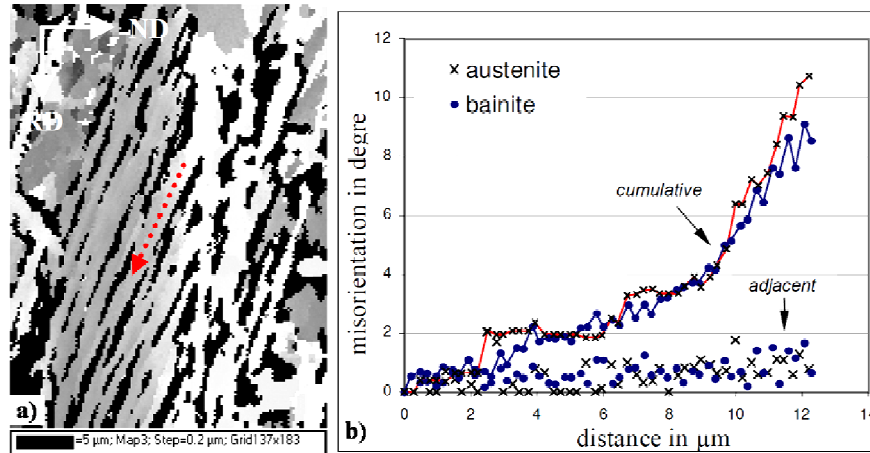 ND
a)
=5 µm; Map3; Step=0.2 µm; Grid137x183
misorientation in degre
12
10
8
6
4
2
0
× austenite
● bainite
cumulative
adjacent
0 2 4 6 8 10 12 14
distance in µm
b)